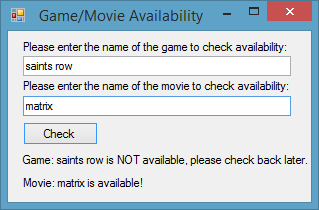 Game/Movie Availability
Please enter the name of the game to check availability:
saints row
Please enter the name of the movie to check availability:
matrix
Check
Game: saints row is NOT available, please check back later.
Movie: matrix is available!